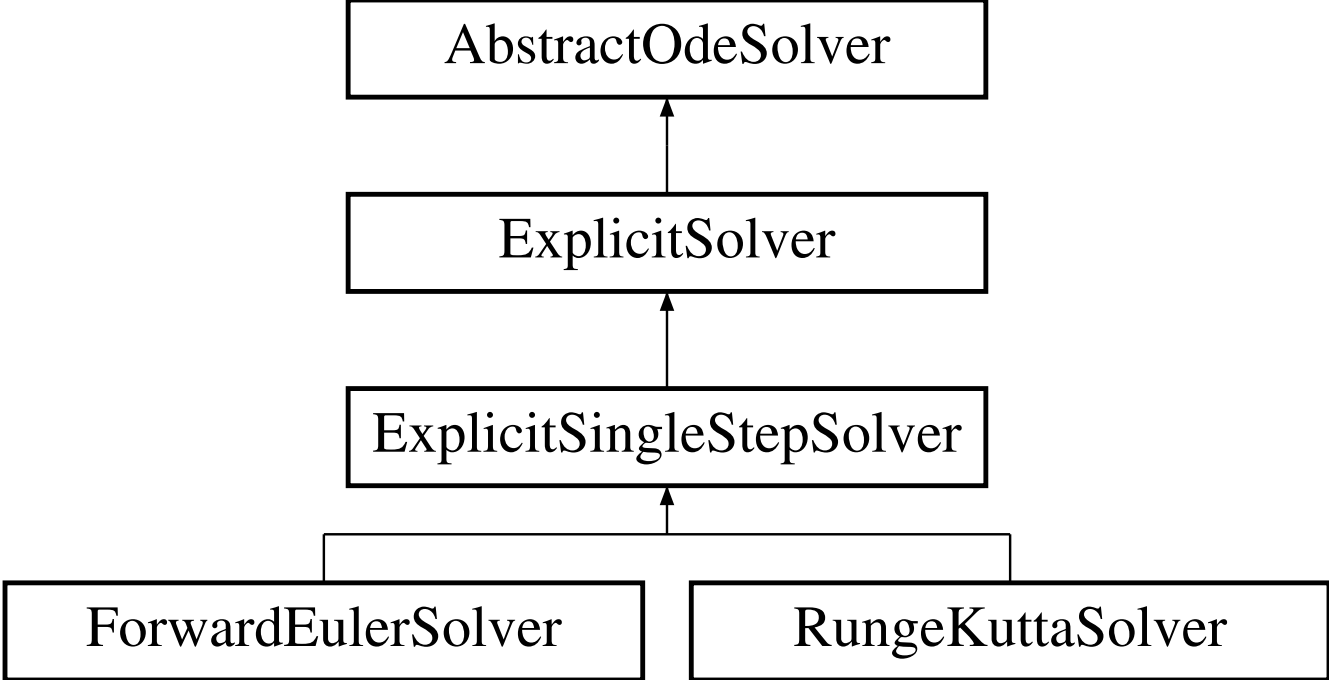 AbstractOdeSolver
ExplicitSolver
ExplicitSingleStepSolver
ForwardEulerSolver
RungeKuttaSolver